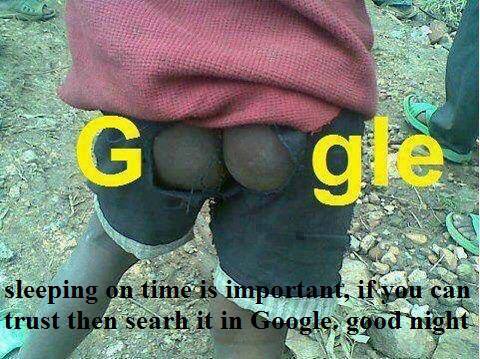 G gle
sleeping on time is important, if you can
trust then searh it in Google, good night